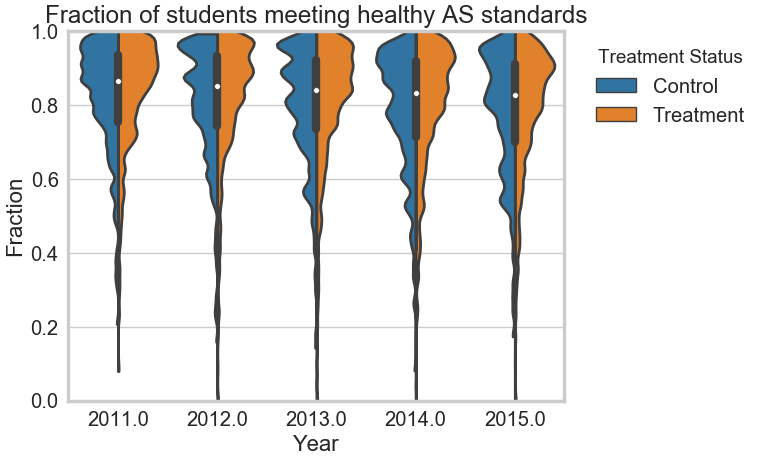 Fraction of students meeting healthy AS standards
1.0
0.8
0.6
0.4
0.2
0.0
Fraction
2011.0 2012.0 2013.0 2014.0 2015.0
Year
Treatment Status
Control
Treatment